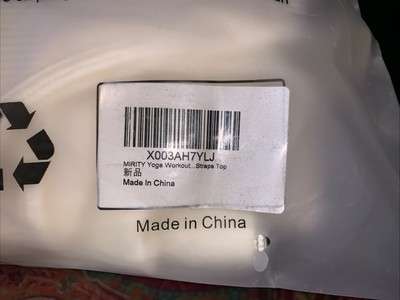 X003AH7YLJ
MIRITY Yoga Workout...Straps Top
新品
Made in China
Made in China